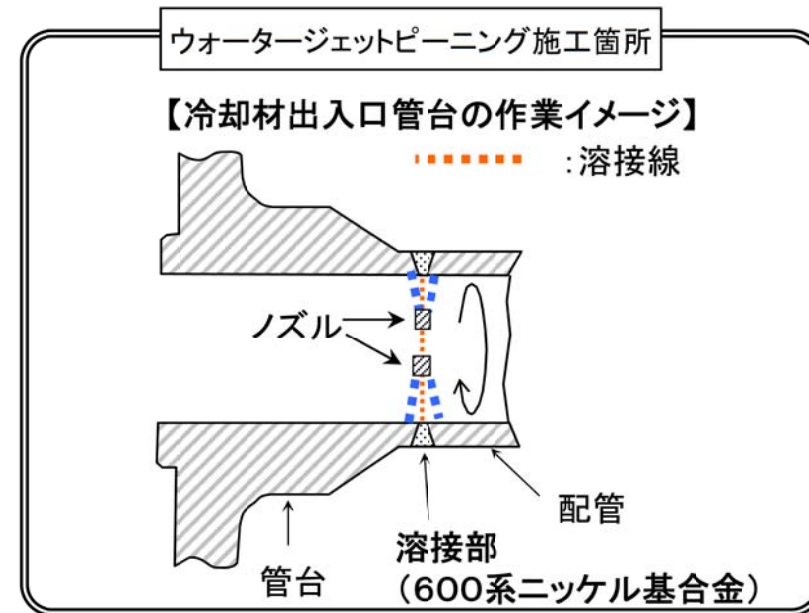 ウォータージェットピーニング施工箇所
【冷却材出入口管台の作業イメージ】
:溶接線
ノズル
配管
溶接部
管台
（600系ニッケル基合金）